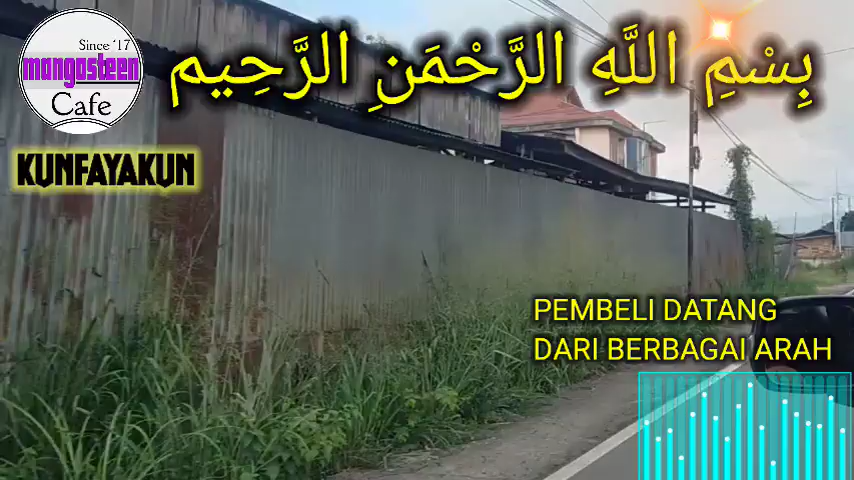 Since '17
mangosteen
Cafe
بِسْمِ اللَّهِ الرَّحْمَنِ الرَّحِيم
KUNFAYAKUN
PEMBELI DATANG
DARI BERBAGAI ARAH